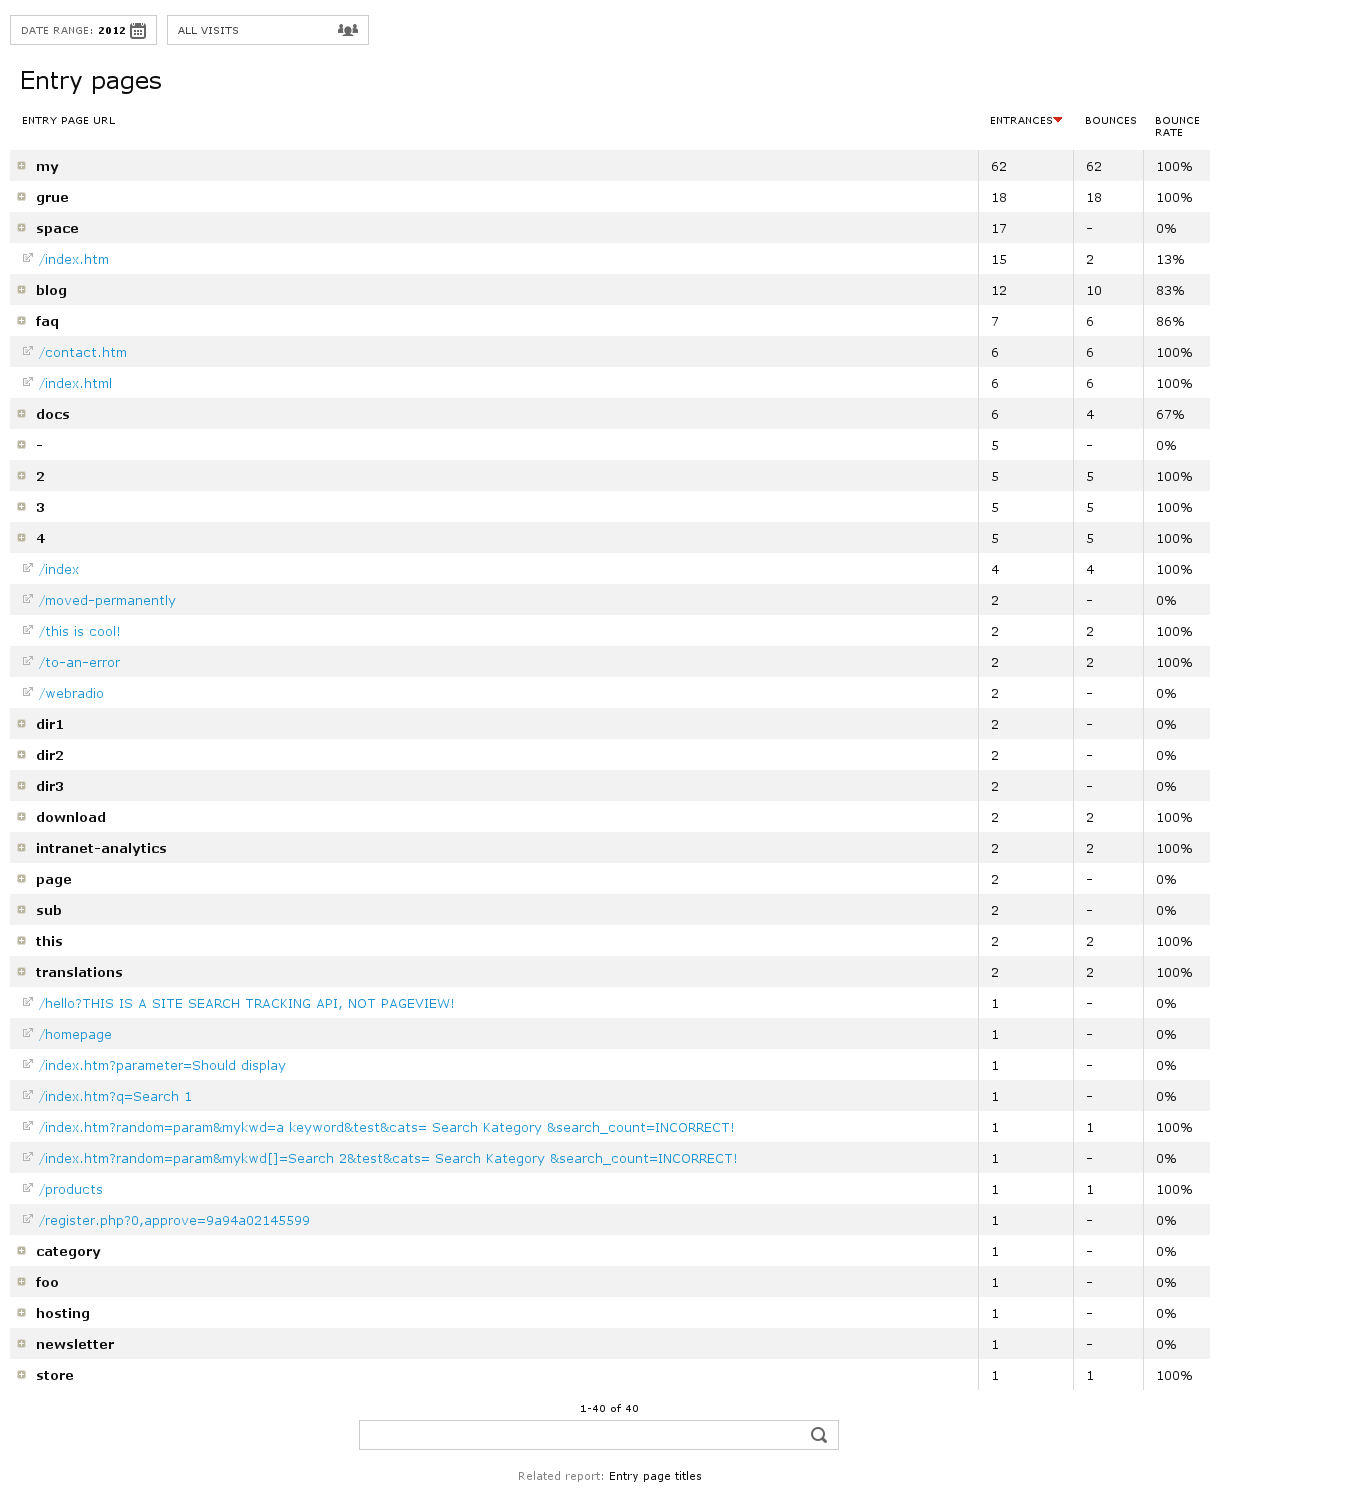 DATE RANGE: 2012 ALL VISITS
Entry pages
ENTRY PAGE URL ENTRANCES BOUNCES BOUNCE RATE
my 62 62 100%
grue 18 18 100%
space 17 - 0%
/index.htm 15 2 13%
blog 12 10 83%
faq 7 6 86%
/contact.htm 6 6 100%
/index.html 6 6 100%
docs 6 4 67%
- 5 - 0%
2 5 5 100%
3 5 5 100%
4 5 5 100%
/index 4 4 100%
/moved-permanently 2 - 0%
/this is cool! 2 2 100%
/to-an-error 2 2 100%
/webradio 2 - 0%
dir1 2 - 0%
dir2 2 - 0%
dir3 2 - 0%
download 2 2 100%
intranet-analytics 2 2 100%
page 2 - 0%
sub 2 - 0%
this 2 2 100%
translations 2 2 100%
/hello?THIS IS A SITE SEARCH TRACKING API, NOT PAGEVIEW! 1 - 0%
/homepage 1 - 0%
/index.htm?parameter=Should display 1 - 0%
/index.htm?q=Search 1 1 - 0%
/index.htm?random=param&mykwd=a keyword&test&cats= Search Kategory &search_count=INCORRECT! 1 1 100%
/index.htm?random=param&mykwd[]=Search 2&test&cats= Search Kategory &search_count=INCORRECT! 1 - 0%
/products 1 1 100%
/register.php?0,approve=9a94a02145599 1 - 0%
category 1 - 0%
foo 1 - 0%
hosting 1 - 0%
newsletter 1 - 0%
store 1 1 100%
1-40 of 40
Related report: Entry page titles